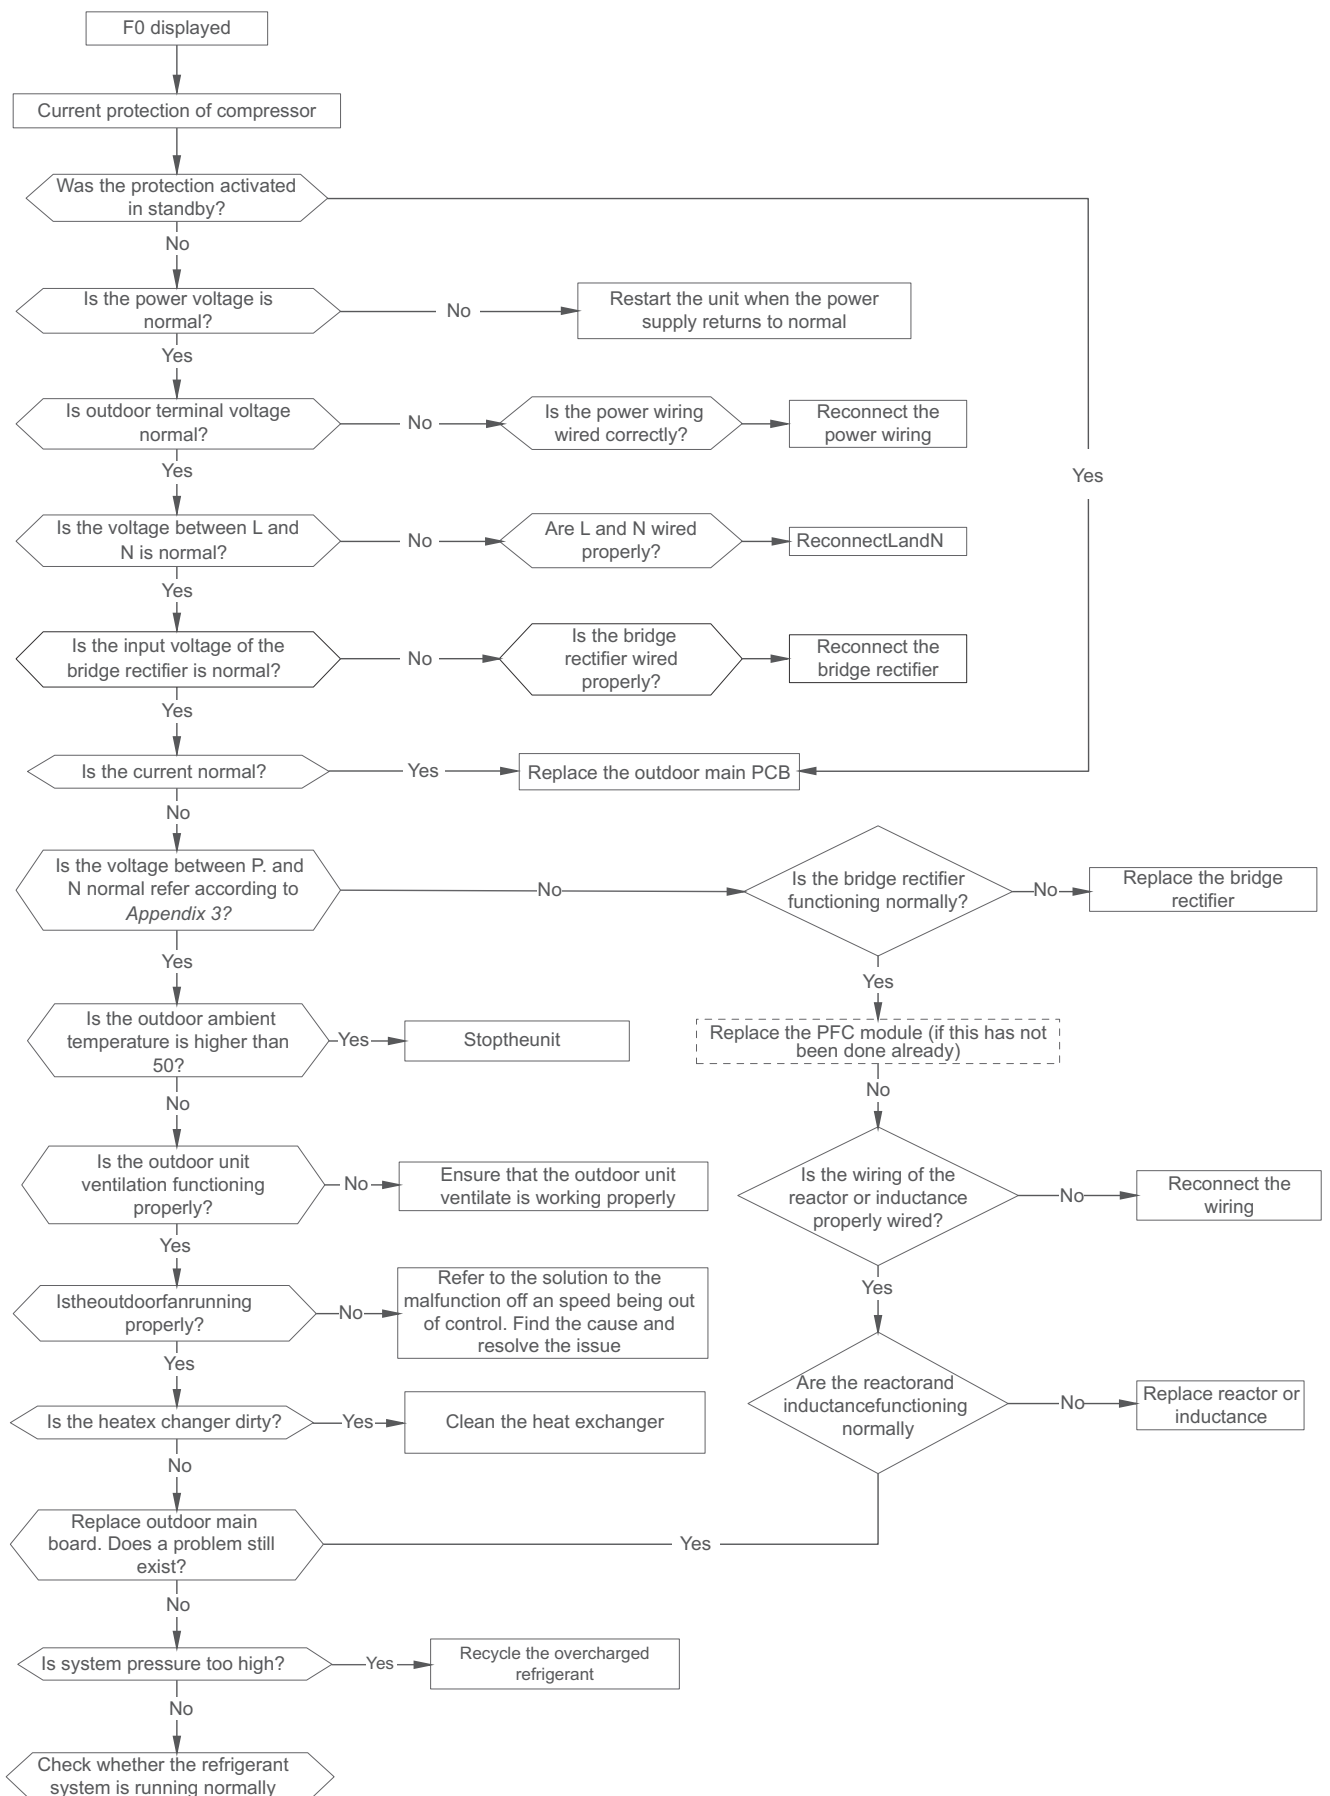 F0 displayed
Current protection of compressor
Was the protection activated
in standby?
No
Is the power voltage is
normal?
No
Restart the unit when the power
supply returns to normal
Yes
Is outdoor terminal voltage
normal?
No
Is the power wiring
wired correctly?
Reconnect the
power wiring
Yes
Yes
Is the voltage between L and
N is normal?
No
Are L and N wired
properly?
ReconnectLandN
Yes
Is the input voltage of the
bridge rectifier is normal?
No
Is the bridge
rectifier wired
properly?
Reconnect the
bridge rectifier
Yes
Is the current normal?
Yes
Replace the outdoor main PCB
No
Is the voltage between P. and
N normal refer according to
Appendix 3?
No
Is the bridge rectifier
functioning normally?
No
Replace the bridge
rectifier
Yes
Yes
Is the outdoor ambient
temperature is higher than
50?
Yes
Stoptheunit
Replace the PFC module (if this has not
been done already)
No
No
Is the outdoor unit
ventilation functioning
properly?
No
Ensure that the outdoor unit
ventilate is working properly
Is the wiring of the
reactor or inductance
properly wired?
No
Reconnect the
wiring
Yes
Yes
Istheoutdoorfanrunning
properly?
No
Refer to the solution to the
malfunction off an speed being out
of control. Find the cause and
resolve the issue
Yes
Are the reactorand
inductancefunctioning
normally
No
Replace reactor or
inductance
Is the heatex changer dirty?
Yes
Clean the heat exchanger
No
Replace outdoor main
board. Does a problem still
exist?
Yes
No
Is system pressure too high?
Yes
Recycle the overcharged
refrigerant
No
Check whether the refrigerant
system is running normally